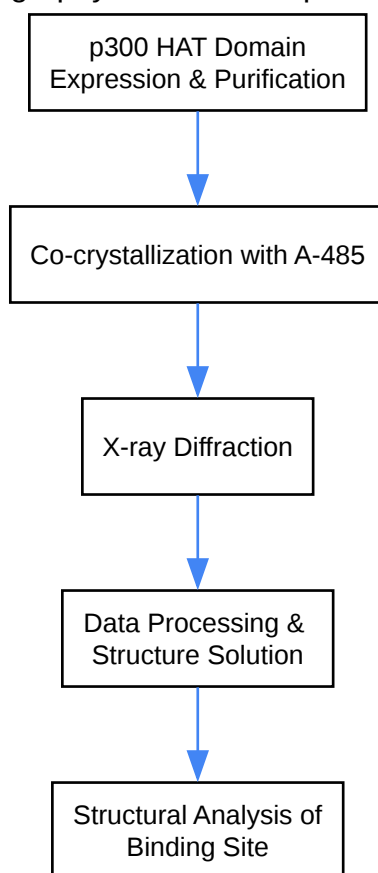 p300 HAT Domain
Expression & Purification
Co-crystallization with A-485
X-ray Diffraction
Data Processing &
Structure Solution
Structural Analysis of
Binding Site